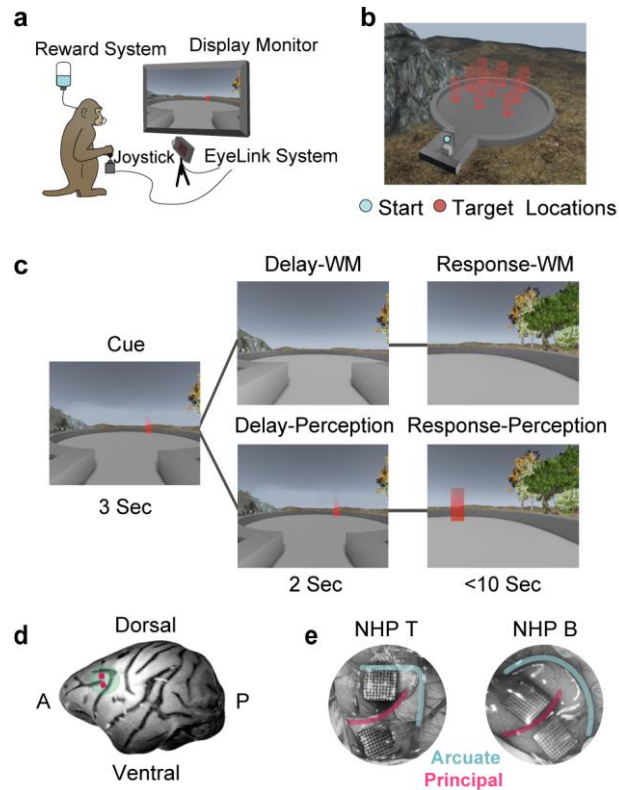 a
Reward System
Display Monitor
Joystick
EyeLink System
b
Start Target Locations
c
Delay-WM
Response-WM
Cue
Delay-Perception
Response-Perception
3 Sec
2 Sec
<10 Sec
d
Dorsal
A
P
Ventral
e
NHP T
NHP B
Arcuate
Principal